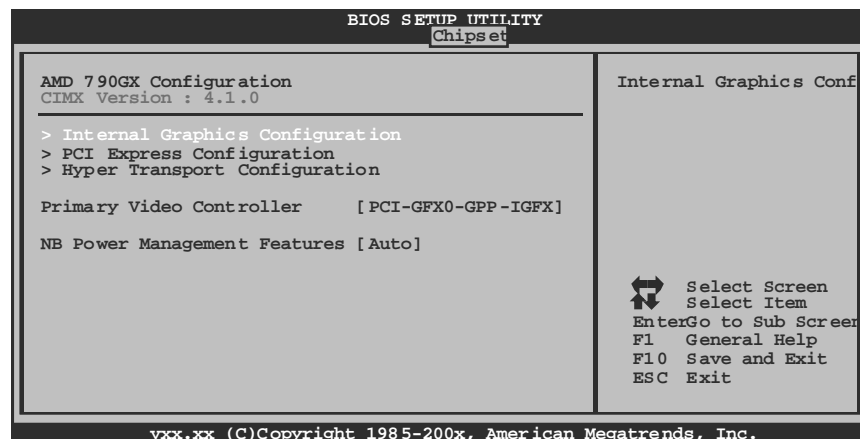 BIOS SETUP UTILITY
Chipset
AMD 790GX Configuration
CIMX Version : 4.1.0
> Internal Graphics Configuration
> PCI Express Configuration
> Hyper Transport Configuration
Primary Video Controller [PCI-GFX0-GPP-IGFX]
NB Power Management Features [Auto]
Internal Graphics Conf
Select Screen
Select Item
EnterGo to Sub Screen
F1 General Help
F10 Save and Exit
ESC Exit
vxx.xx (C)Copyright 1985-200x, American Megatrends, Inc.